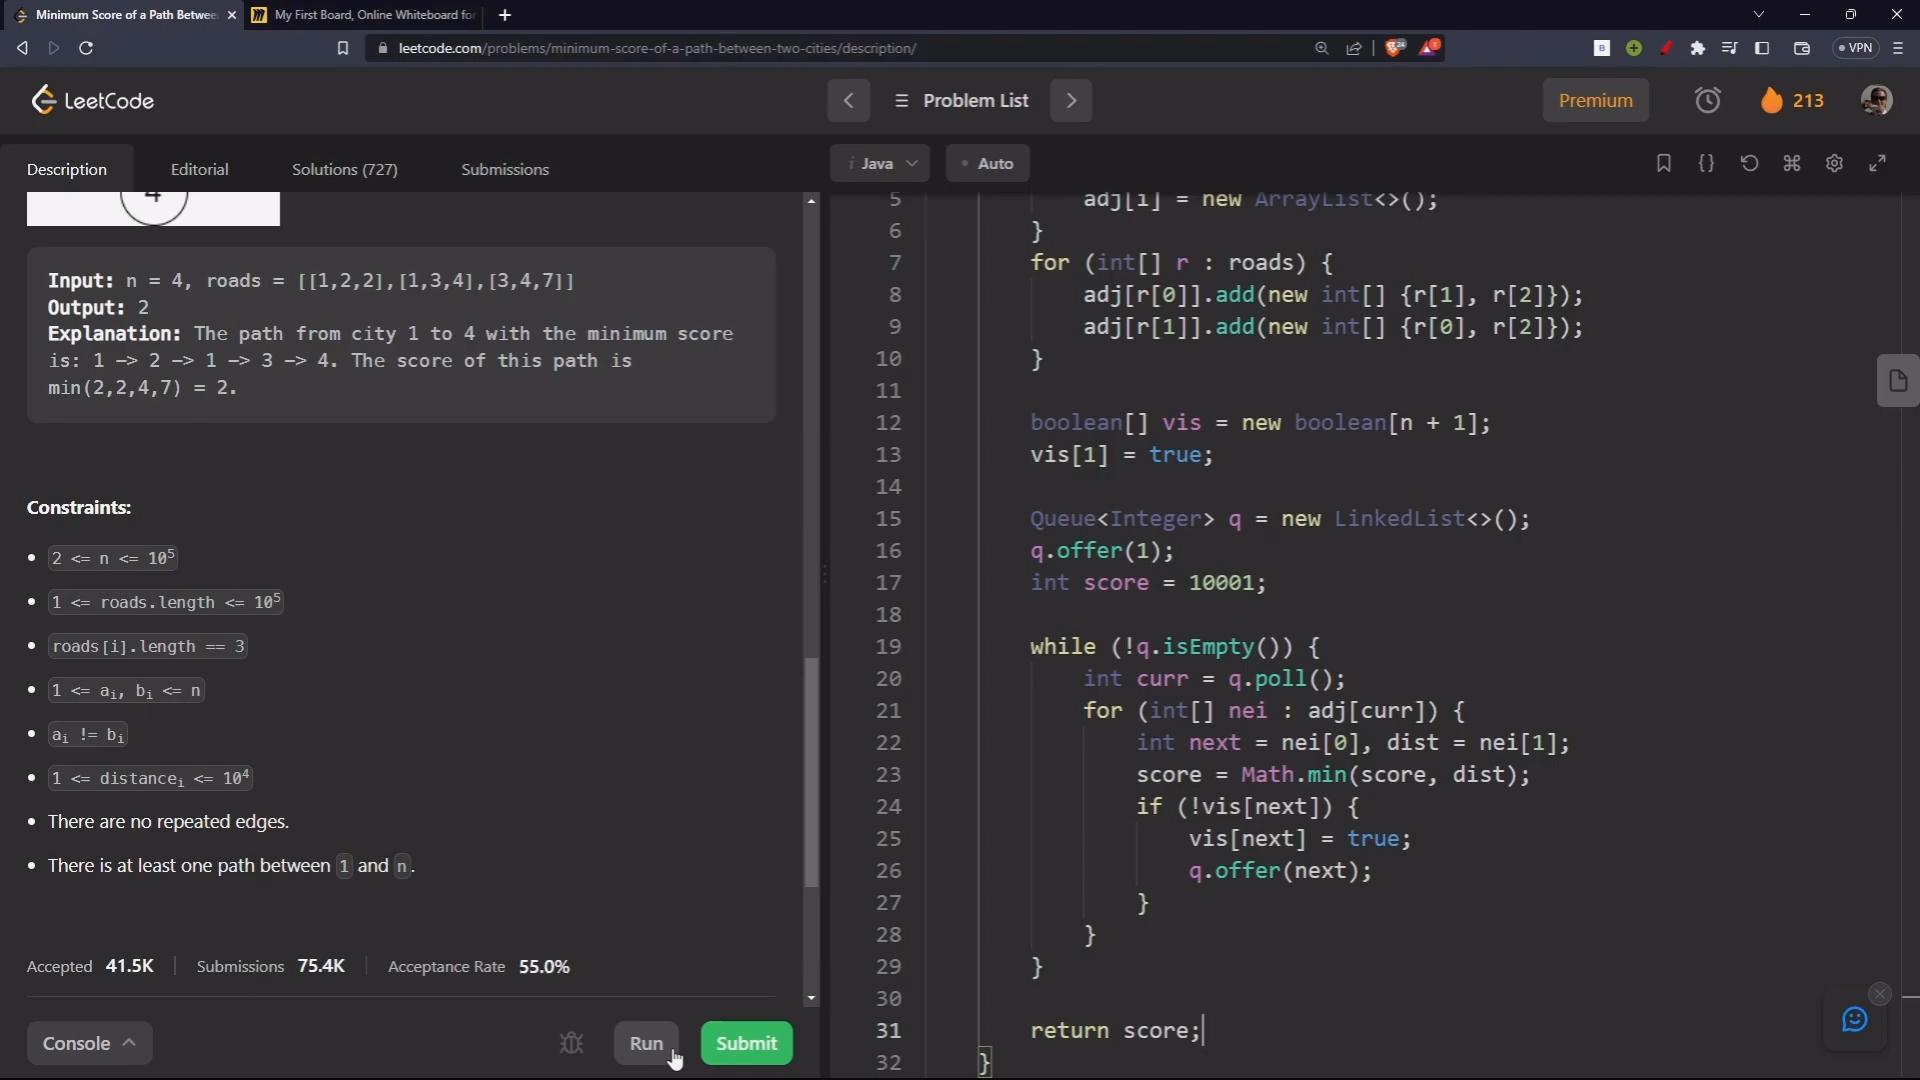 Minimum Score of a Path Betwee
My First Board, Online Whiteboard for
leetcode.com/problems/minimum-score-of-a-path-between-two-cities/description/
VPN
LeetCode
Problem List
Premium
213
Description
Editorial
Solutions (727)
Submissions
i Java
Auto
4
Input: n = 4, roads = [[1,2,2],[1,3,4],[3,4,7]]
Output: 2
Explanation: The path from city 1 to 4 with the minimum score
is: 1 -> 2 -> 1 -> 3 -> 4. The score of this path is
min(2,2,4,7) = 2.
Constraints:
• 2 <= n <= 10⁵
• 1 <= roads.length <= 10⁵
• roads[i].length == 3
• 1 <= aᵢ, bᵢ <= n
• aᵢ != bᵢ
• 1 <= distanceᵢ <= 10⁴
• There are no repeated edges.
• There is at least one path between 1 and n.
Accepted 41.5K
Submissions 75.4K
Acceptance Rate 55.0%
Console
Run
Submit
5 adj[i] = new ArrayList<>();
6 }
7 for (int[] r : roads) {
8 adj[r[0]].add(new int[] {r[1], r[2]});
9 adj[r[1]].add(new int[] {r[0], r[2]});
10 }
11
12 boolean[] vis = new boolean[n + 1];
13 vis[1] = true;
14
15 Queue<Integer> q = new LinkedList<>();
16 q.offer(1);
17 int score = 10001;
18
19 while (!q.isEmpty()) {
20 int curr = q.poll();
21 for (int[] nei : adj[curr]) {
22 int next = nei[0], dist = nei[1];
23 score = Math.min(score, dist);
24 if (!vis[next]) {
25 vis[next] = true;
26 q.offer(next);
27 }
28 }
29 }
30
31 return score;
32 }